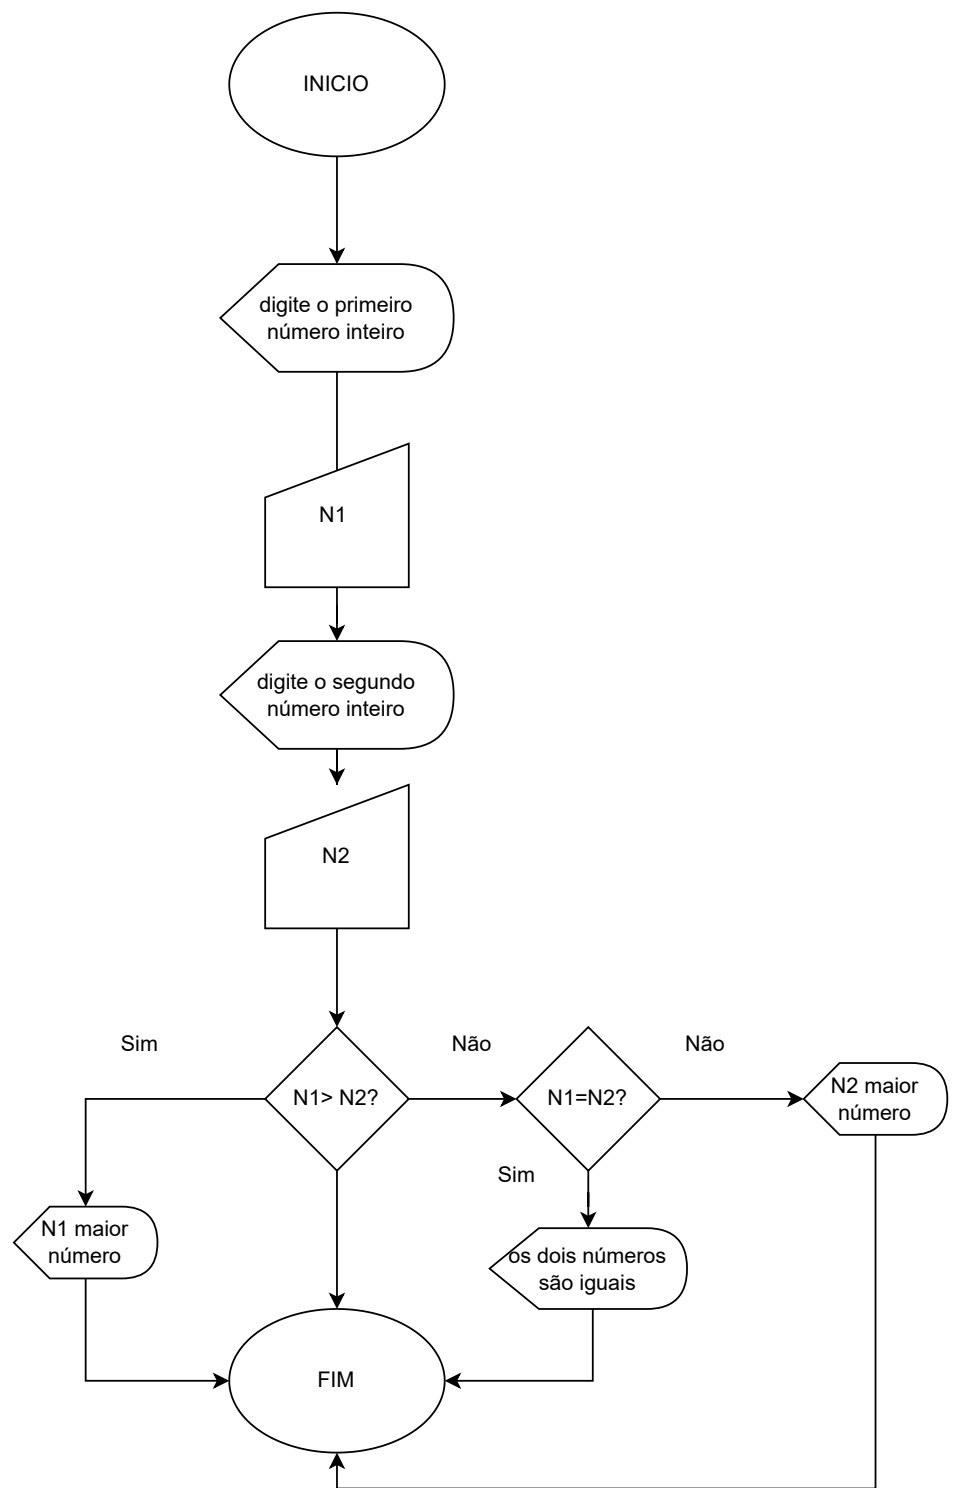 INICIO
digite o primeiro
número inteiro
N1
digite o segundo
número inteiro
N2
Sim
Não
Não
N1> N2?
N1=N2?
N2 maior
número
Sim
N1 maior
número
os dois números
são iguais
FIM